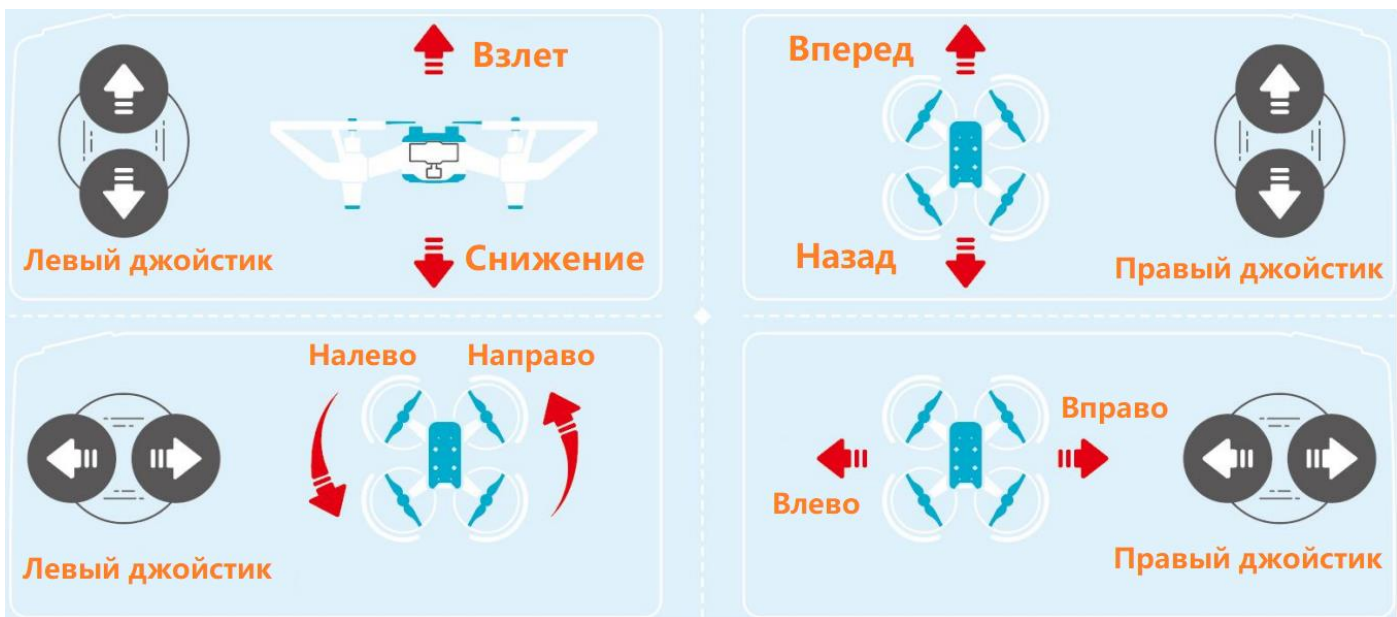 Взлет
Снижение
Левый джойстик
Вперед
Назад
Правый джойстик
Налево Направо
Левый джойстик
Вправо
Влево
Правый джойстик